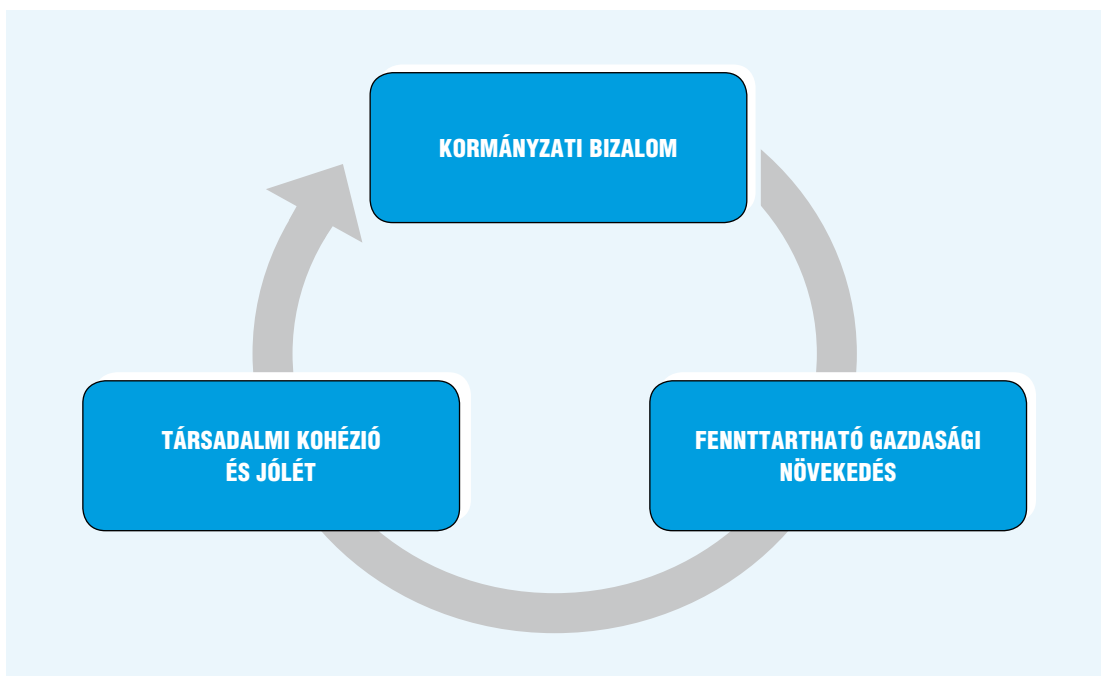 KORMÁNYZATI BIZALOM
TÁRSADALMI KOHÉZIÓ
ÉS JÓLÉT
FENNTTARTHATÓ GAZDASÁGI
NÖVEKEDÉS